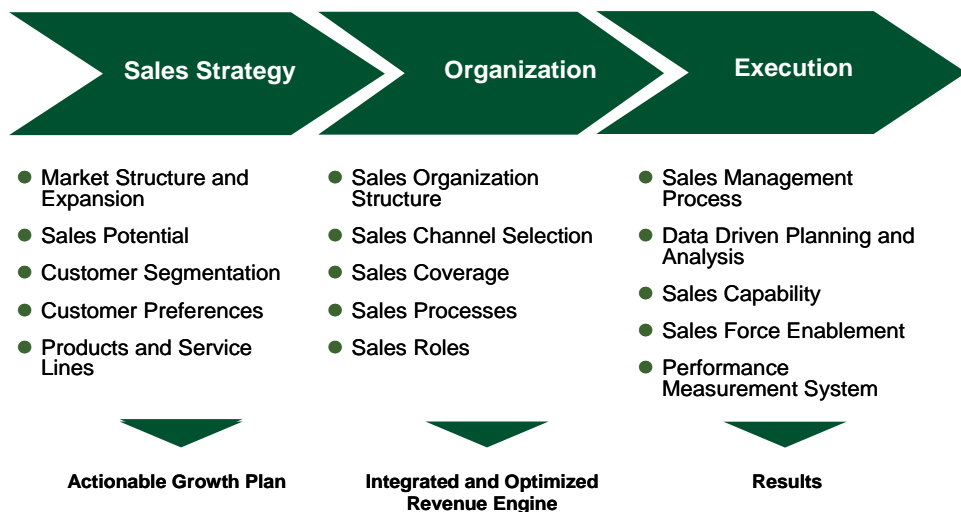 Sales Strategy
Organization
Execution
Market Structure and
Expansion
Sales Potential
Customer Segmentation
Customer Preferences
Products and Service
Lines
Sales Organization
Structure
Sales Channel Selection
Sales Coverage
Sales Processes
Sales Roles
Sales Management
Process
Data Driven Planning and
Analysis
Sales Capability
Sales Force Enablement
Performance
Measurement System
Actionable Growth Plan
Integrated and Optimized
Revenue Engine
Results